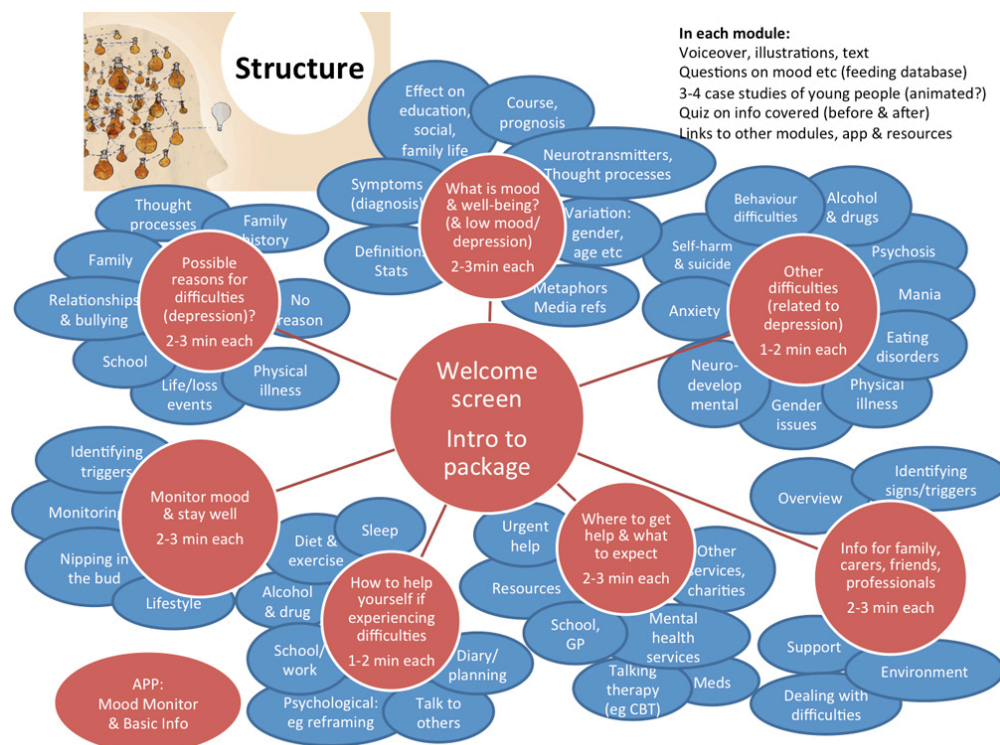 Structure
In each module:
Voiceover, illustrations, text
Questions on mood etc (feeding database)
3-4 case studies of young people (animated?)
Quiz on info covered (before & after)
Links to other modules, app & resources
Effect on
education,
social,
family life
Course,
prognosis
Neurotransmitters,
Thought processes
Symptoms
(diagnosis)
What is mood
& well-being?
(& low mood/
depression)
2-3min each
Variation:
gender,
age etc
Definition
Stats
Metaphors
Media refs
Thought
processes
Family
history
Family
Possible
reasons for
difficulties
(depression)?
2-3 min each
Relationships
& bullying
No
reason
School
Life/loss
events
Physical
illness
Behaviour
difficulties
Alcohol
& drugs
Self-harm
& suicide
Psychosis
Other
difficulties
(related to
depression)
1-2 min each
Mania
Anxiety
Eating
disorders
Neuro-
develop
mental
Gender
issues
Physical
illness
Welcome
screen
Intro to
package
Identifying
triggers
Monitor mood
& stay well
2-3 min each
Monitoring
Nipping in
the bud
Lifestyle
Sleep
Diet &
exercise
Alcohol
& drug
How to help
yourself if
experiencing
difficulties
1-2 min each
School/
work
Diary/
planning
Psychological:
eg reframing
Talk to
others
Urgent
help
Where to get
help & what
to expect
2-3 min each
Resources
Other
services,
charities
School,
GP
Mental
health
services
Talking
therapy
(eg CBT)
Meds
Overview
Identifying
signs/triggers
Info for family,
carers, friends,
professionals
2-3 min each
Support
Environment
Dealing with
difficulties
APP:
Mood Monitor
& Basic Info